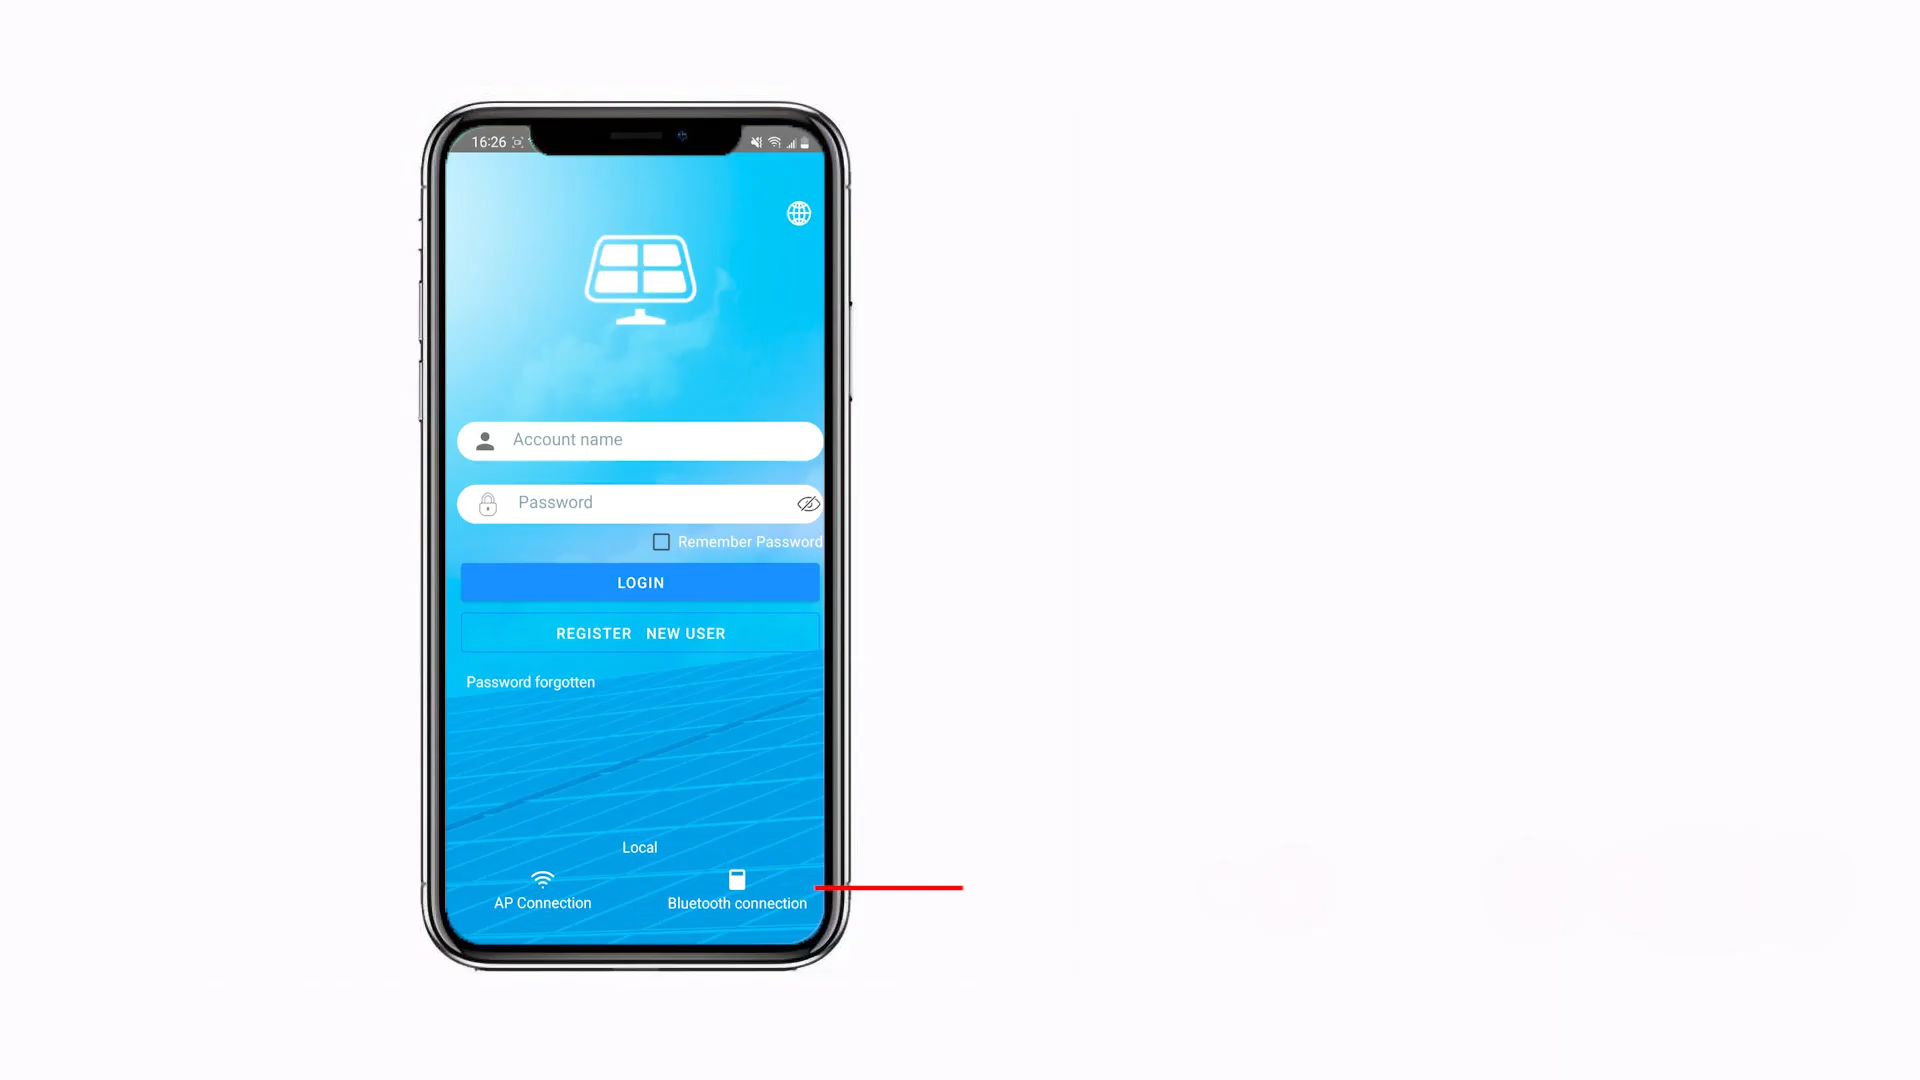 16:26
Account name
Password
Remember Password
LOGIN
REGISTER NEW USER
Password forgotten
Local
AP Connection
Bluetooth connection